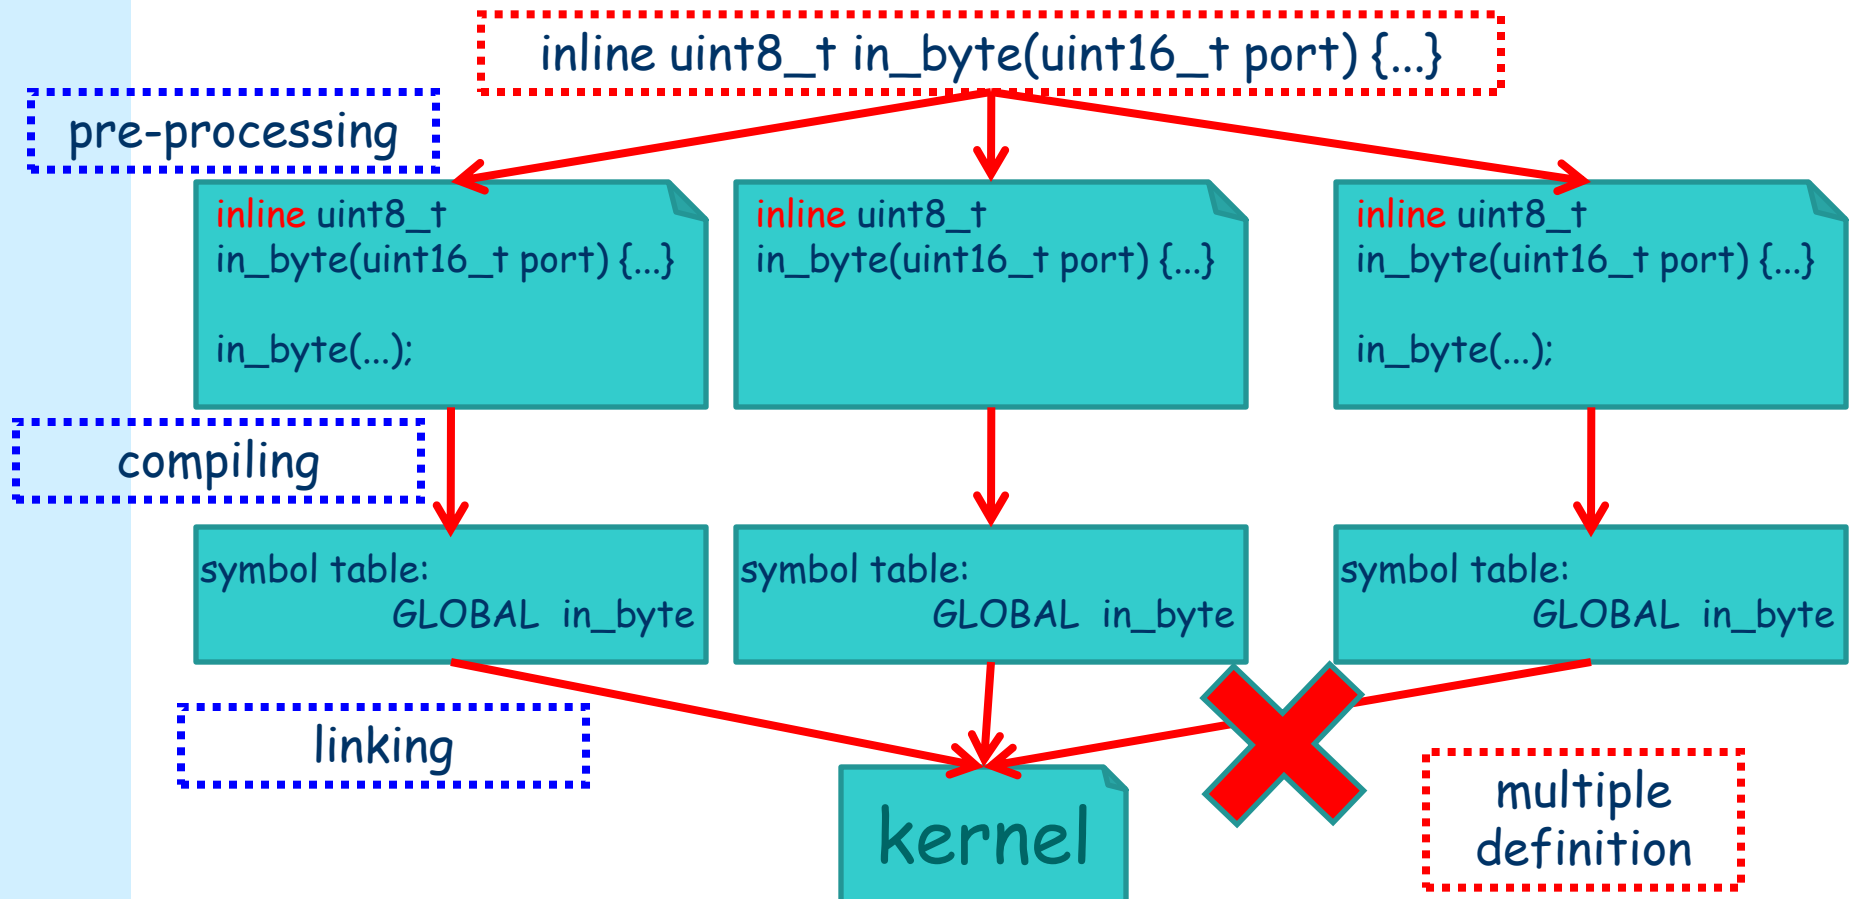 inline uint8_t in_byte(uint16_t port) {...}
pre-processing
inline uint8_t
in_byte(uint16_t port) {...}
in_byte(...);
inline uint8_t
in_byte(uint16_t port) {...}
inline uint8_t
in_byte(uint16_t port) {...}
in_byte(...);
compiling
symbol table:
GLOBAL in_byte
symbol table:
GLOBAL in_byte
symbol table:
GLOBAL in_byte
linking
kernel
multiple
definition